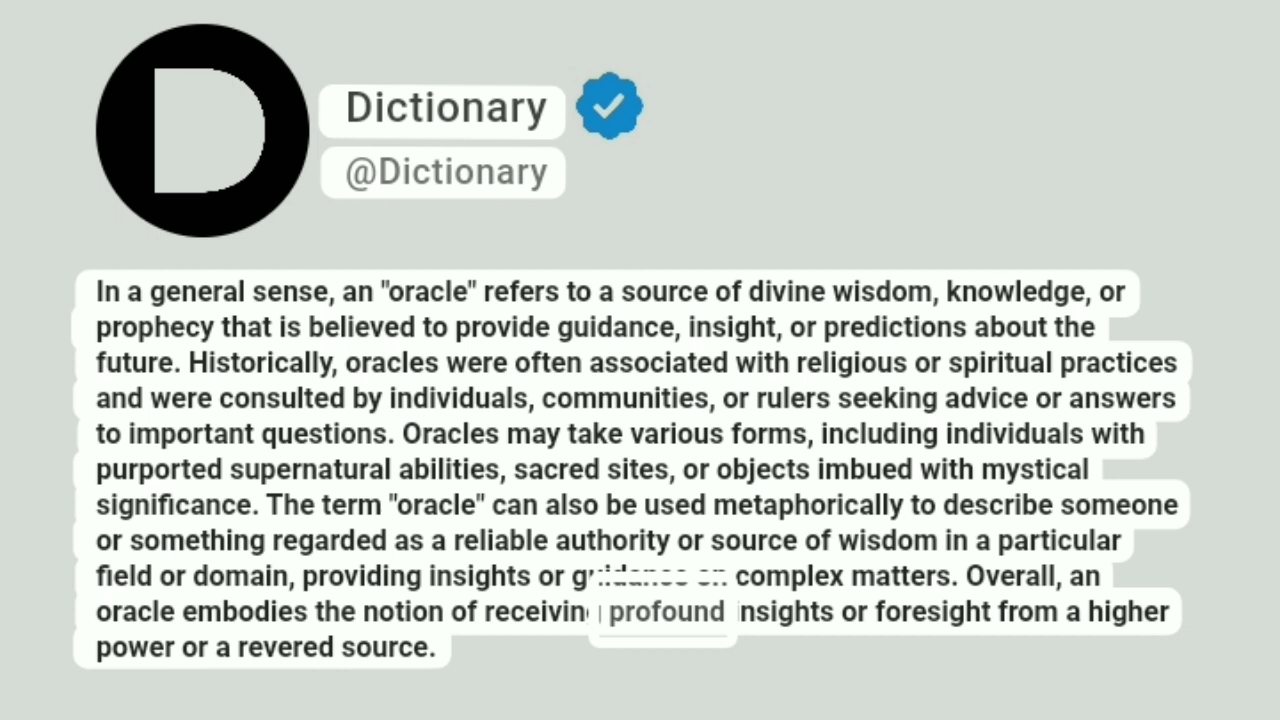 D
Dictionary
@Dictionary
In a general sense, an "oracle" refers to a source of divine wisdom, knowledge, or
prophecy that is believed to provide guidance, insight, or predictions about the
future. Historically, oracles were often associated with religious or spiritual practices
and were consulted by individuals, communities, or rulers seeking advice or answers
to important questions. Oracles may take various forms, including individuals with
purported supernatural abilities, sacred sites, or objects imbued with mystical
significance. The term "oracle" can also be used metaphorically to describe someone
or something regarded as a reliable authority or source of wisdom in a particular
field or domain, providing insights or guidance on complex matters. Overall, an
oracle embodies the notion of receiving profound insights or foresight from a higher
power or a revered source.